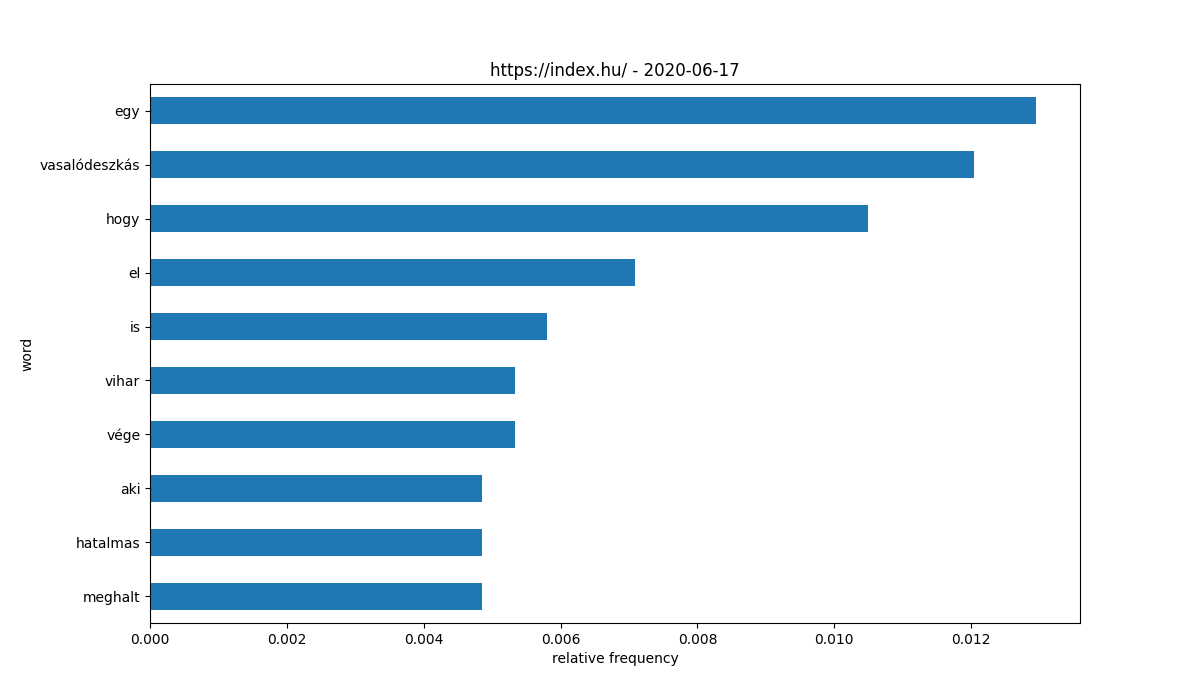 https://index.hu/ - 2020-06-17
egy
vasalódeszkás
hogy
el
is
vihar
vége
aki
hatalmas
meghalt
word
0.000 0.002 0.004 0.006 0.008 0.010 0.012
relative frequency